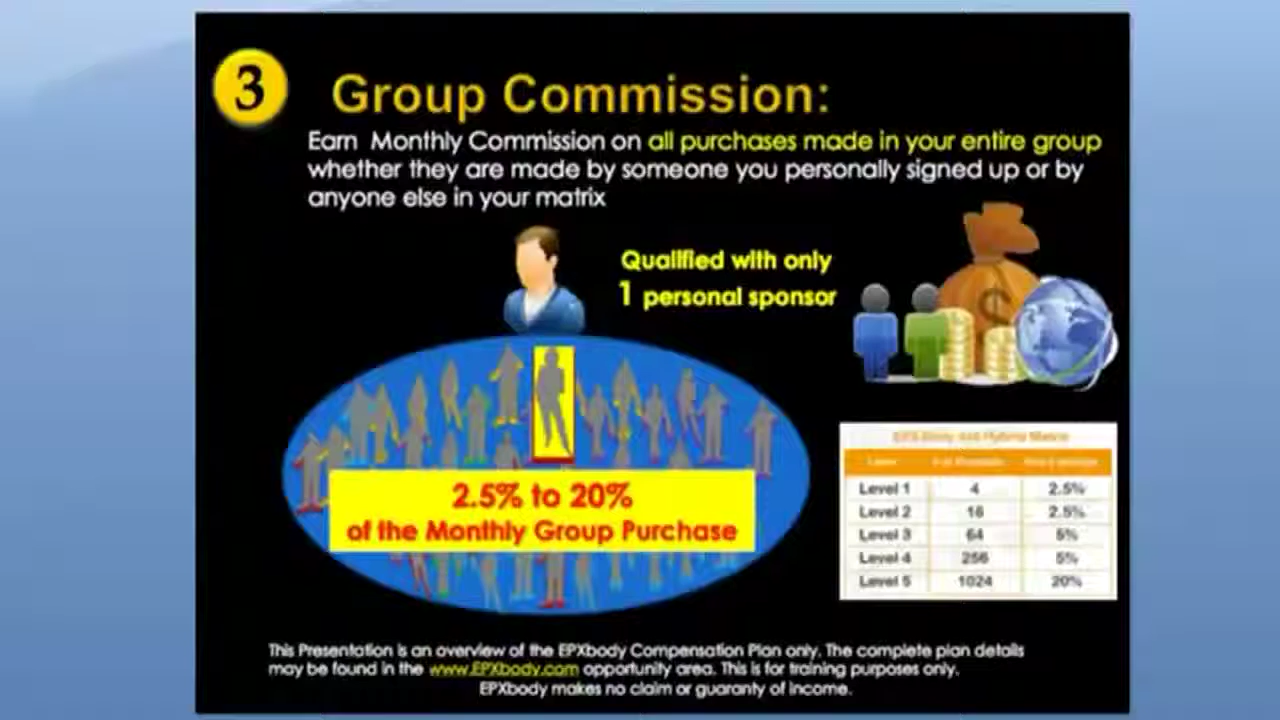 3
Group Commission:
Earn Monthly Commission on all purchases made in your entire group
whether they are made by someone you personally signed up or by
anyone else in your matrix
Qualified with only
1 personal sponsor
$
2.5% to 20%
of the Monthly Group Purchase
Matrix
Level 1 4 2.5%
Level 2 16 2.5%
Level 3 64 5%
Level 4 256 5%
Level 5 1024 20%
This Presentation is an overview of the EPXbody Compensation Plan only. The complete plan details
may be found in the www.EPXbody.com opportunity area. This is for training purposes only.
EPXbody makes no claim or guaranty of income.